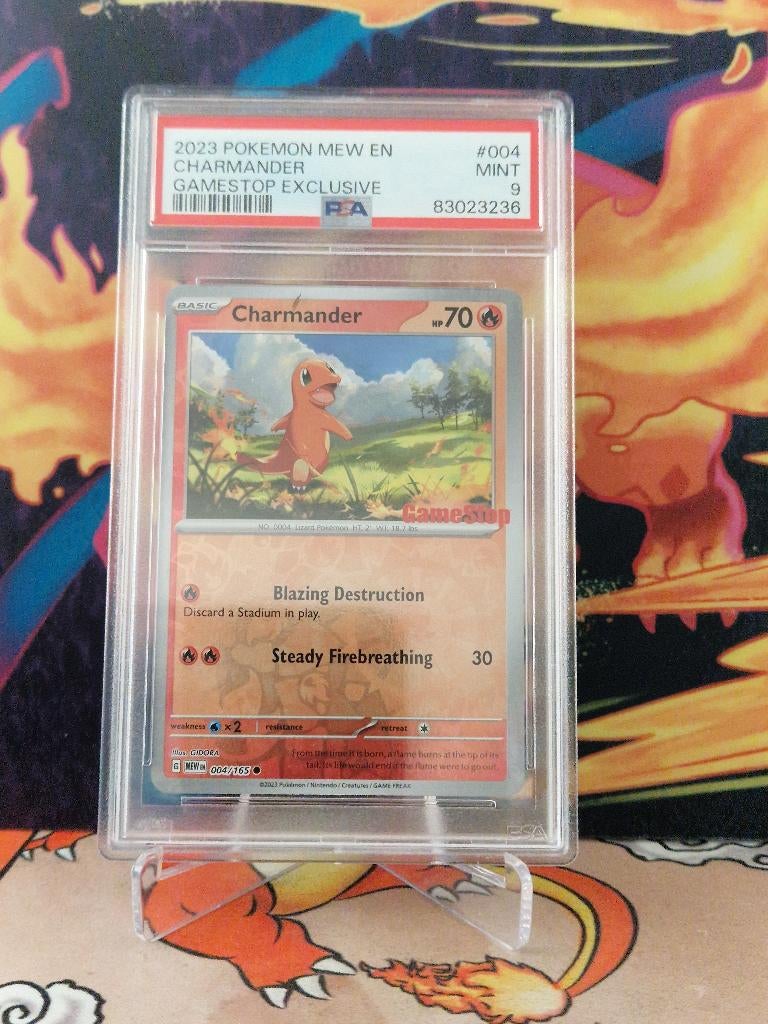 2023 POKEMON MEW EN #004
CHARMANDER MINT
GAMESTOP EXCLUSIVE 9
PSA 83023236
BASIC Charmander HP 70
GameStop
NO. 0004 Lizard Pokémon HT: 2' WT: 18.7 lbs.
Blazing Destruction
Discard a Stadium in play.
Steady Firebreathing 30
weakness ×2 resistance retreat
Illus. GIDORA
From the time it is born, a flame burns at the tip of its
tail. Its life would end if the flame were to go out.
G MEW EN 004/165
©2023 Pokémon / Nintendo / Creatures / GAME FREAK
PSA